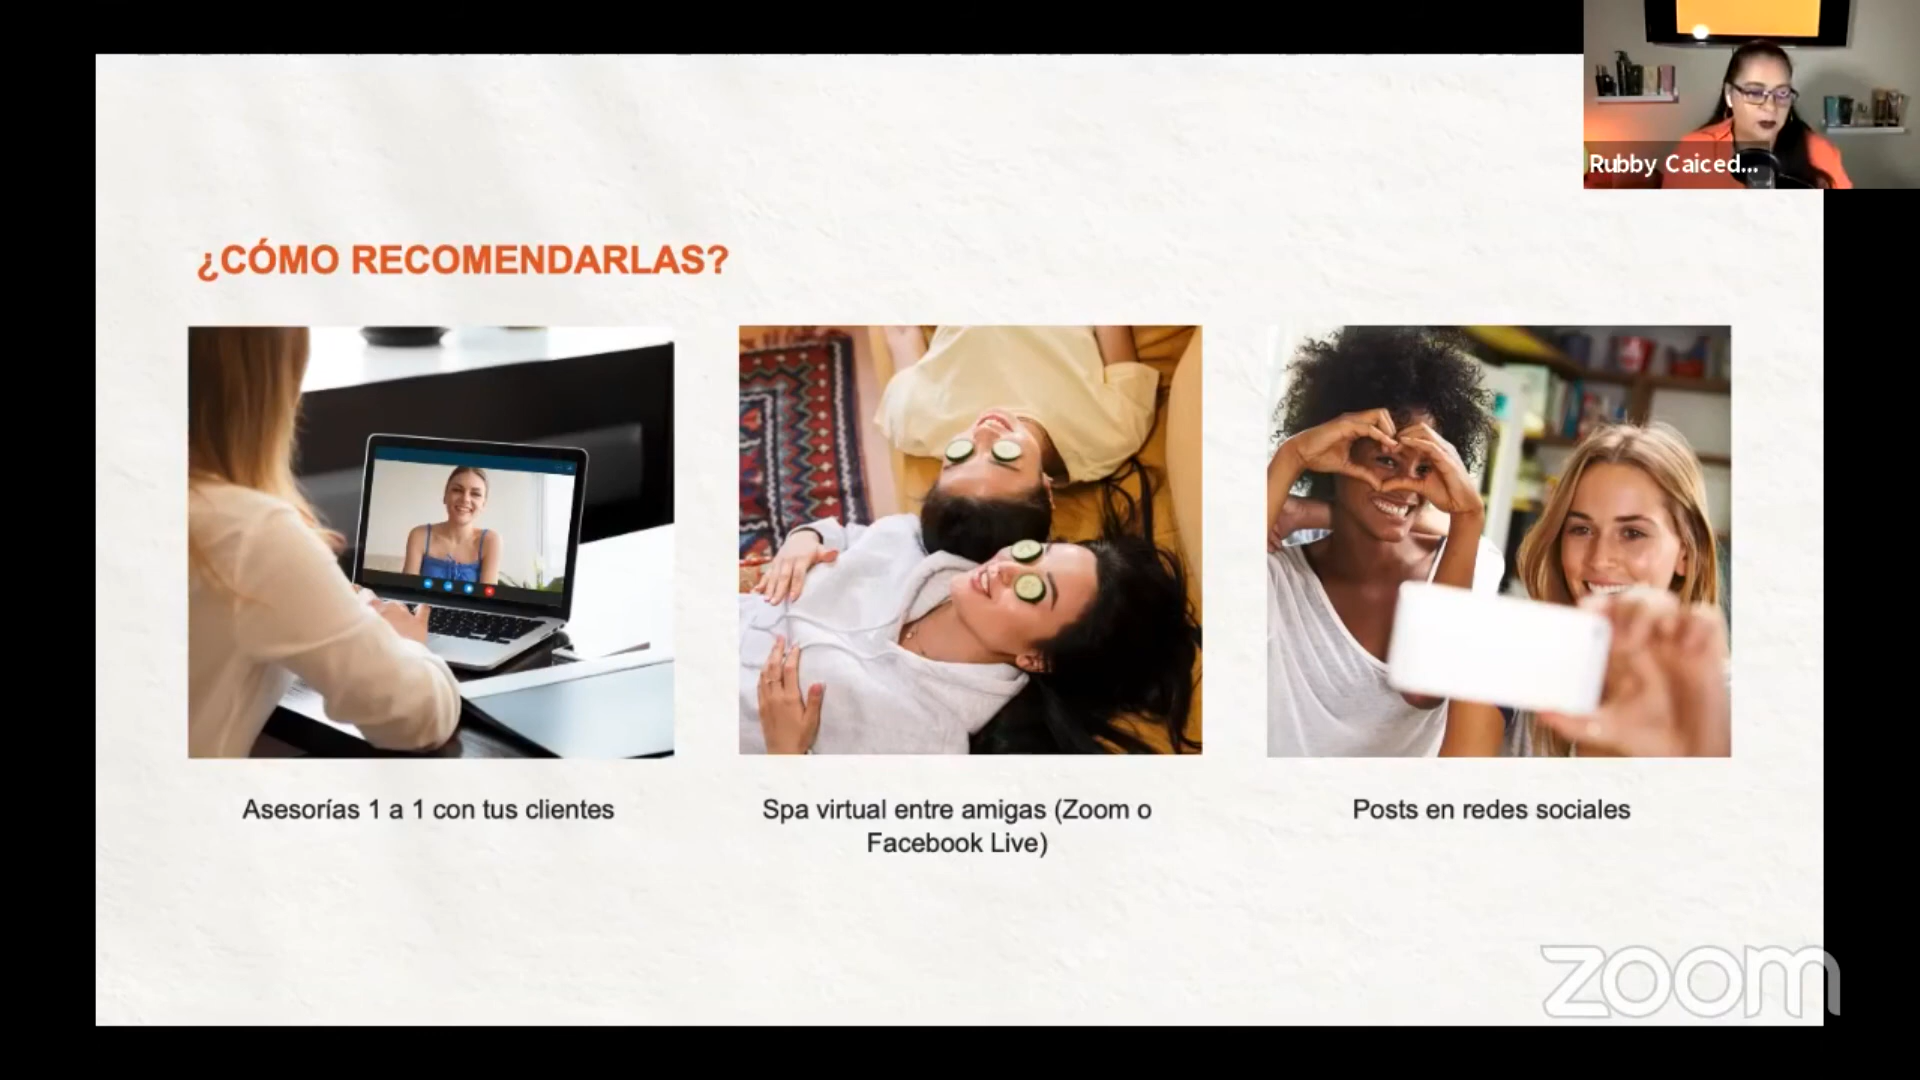 Rubby Caiced...
¿CÓMO RECOMENDARLAS?
Asesorías 1 a 1 con tus clientes
Spa virtual entre amigas (Zoom o
Facebook Live)
Posts en redes sociales
zoom